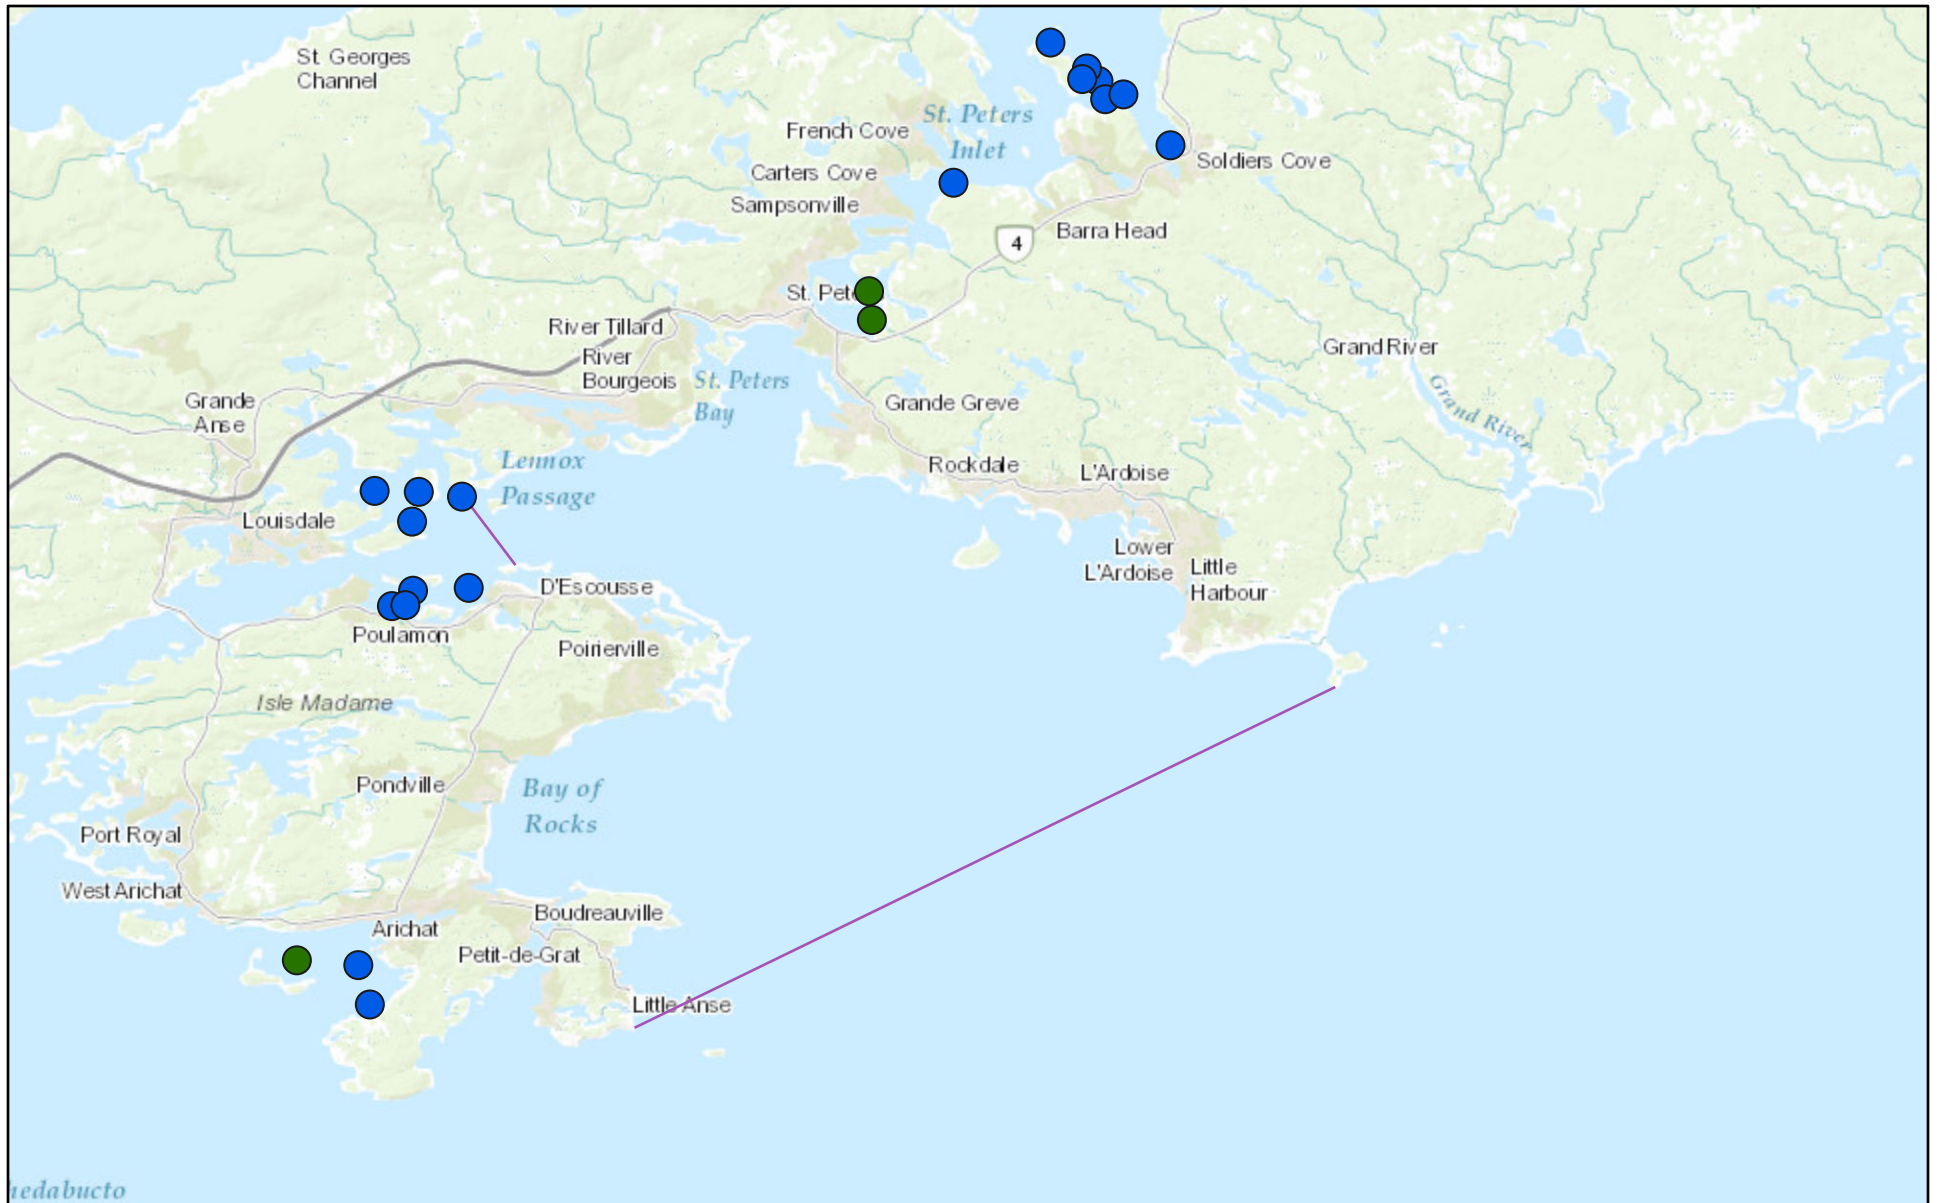 St. Georges
Channel
French Cove
St. Peters
Inlet
Carters Cove
Soldiers Cove
Sampsonville
4
Barra Head
St.
River Tillard
River
Bourgeois
Grand River
St. Peters
Bay
Grande
Anse
Grande Greve
Grand River
Lennox
Passage
Rockdale
L'Ardoise
Louisdale
Lower
L'Ardoise
Little
Harbour
D'Escousse
Poulamon
Poirierville
Isle Madame
Pondville
Bay of
Rocks
Port Royal
West Arichat
Boudreauville
Arichat
Petit-de-Grat
Little Anse
hedabucto